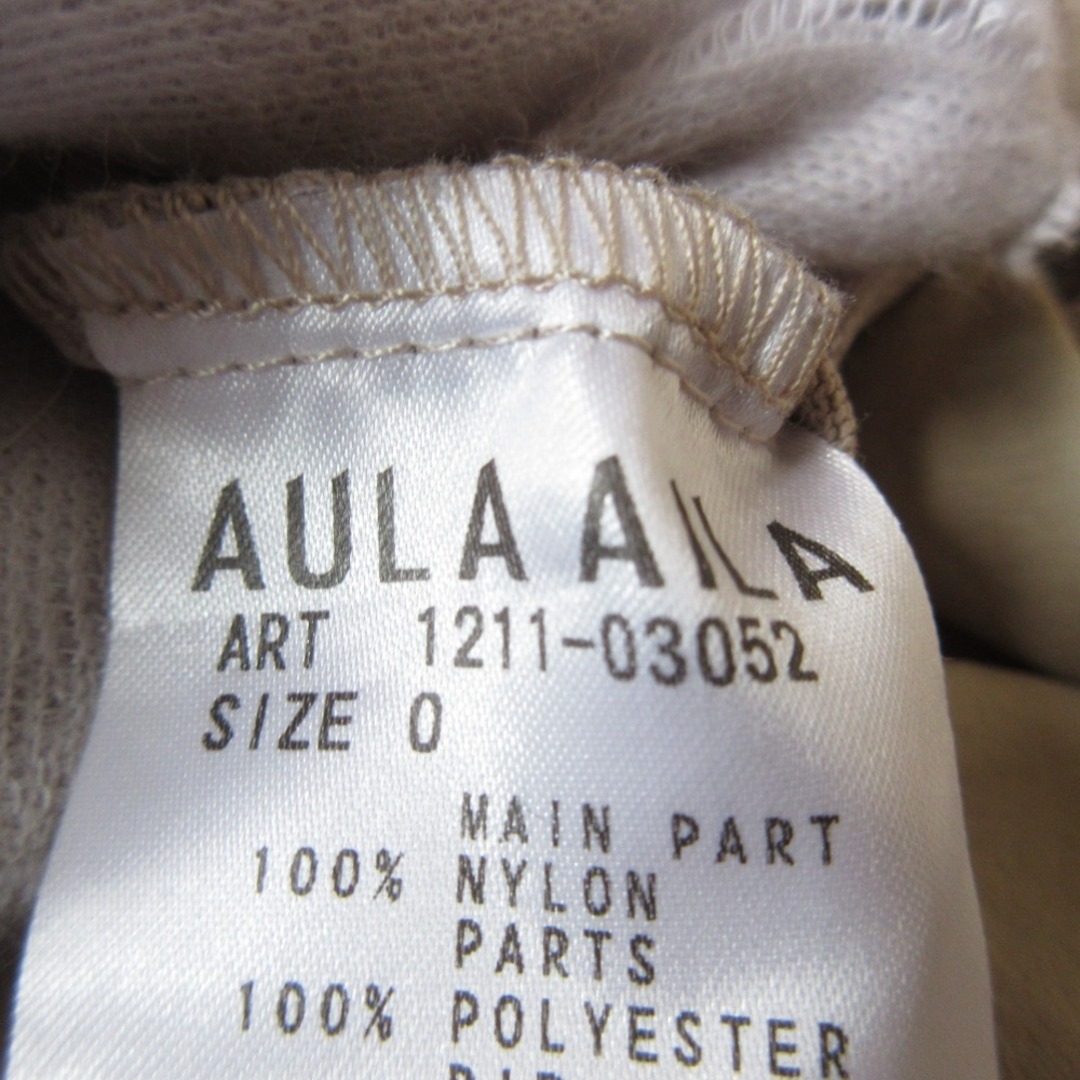 AULA AILA
ART 1211-03052
SIZE 0
MAIN PART
100% NYLON
PARTS
100% POLYESTER